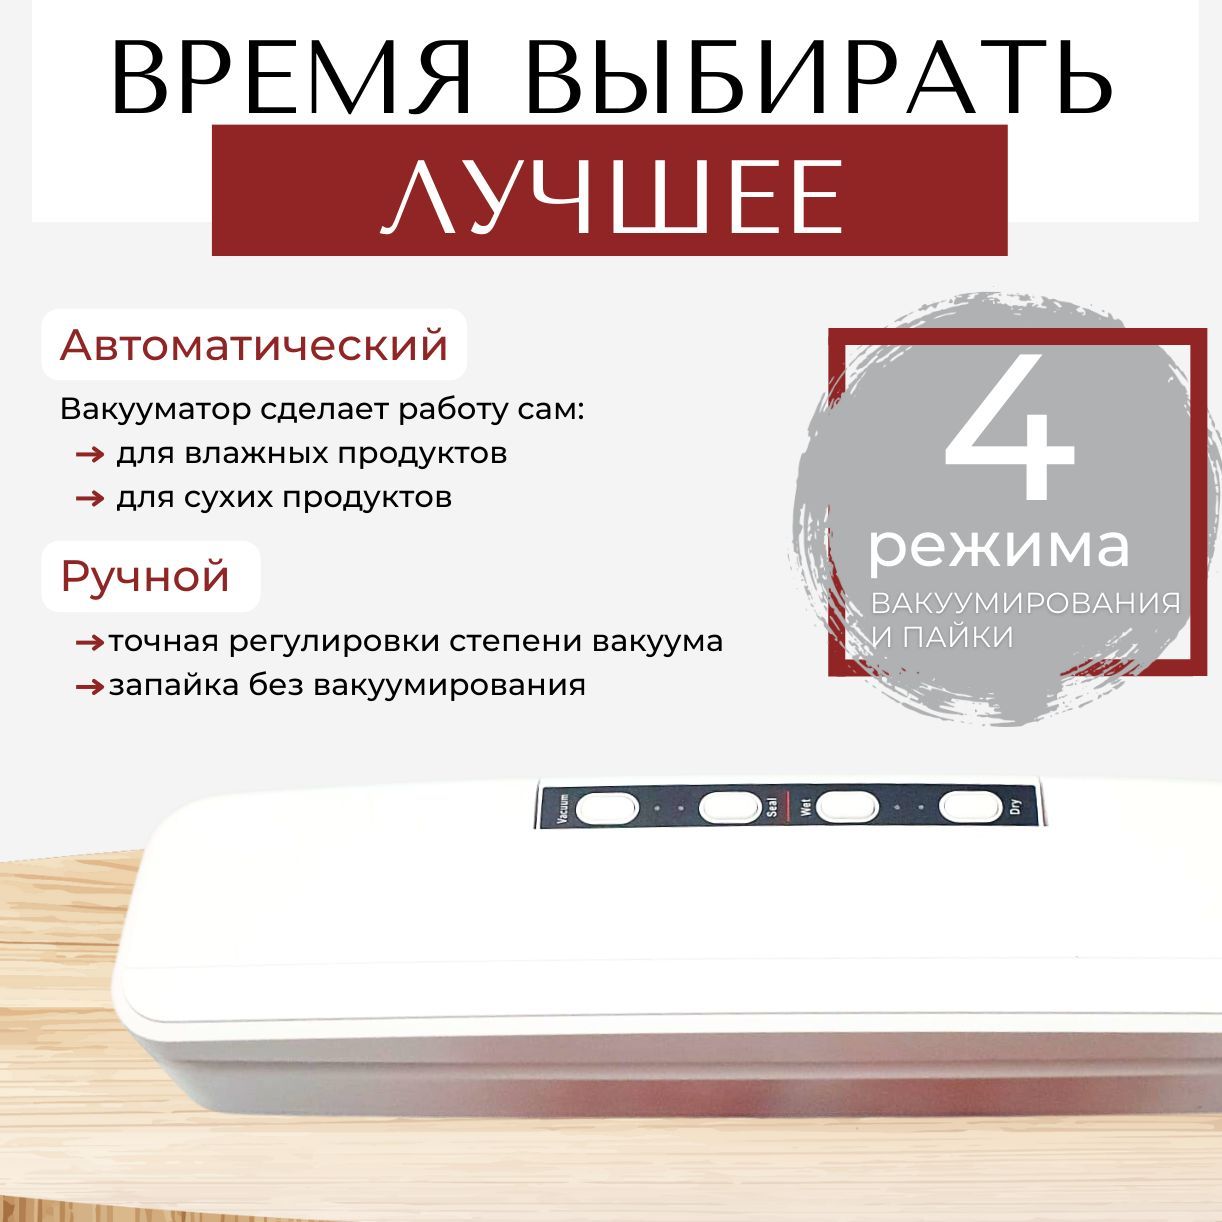 ВРЕМЯ ВЫБИРАТЬ
ЛУЧШЕЕ
Автоматический
Вакууматор сделает работу сам:
для влажных продуктов
для сухих продуктов
Ручной
точная регулировки степени вакуума
запайка без вакуумирования
4
режима
ВАКУУМИРОВАНИЯ
И ПАЙКИ
Vacuum
Seal
Wet
Dry